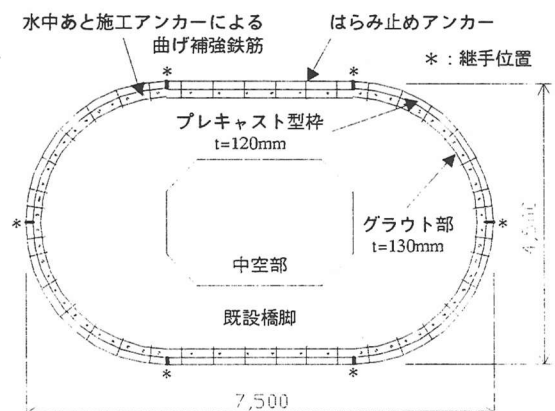 水中あと施工アンカーによる
曲げ補強鉄筋
はらみ止めアンカー
*：継手位置
*
*
プレキャスト型枠
t=120mm
グラウト部
t=130mm
*
*
中空部
既設橋脚
*
*
7,500